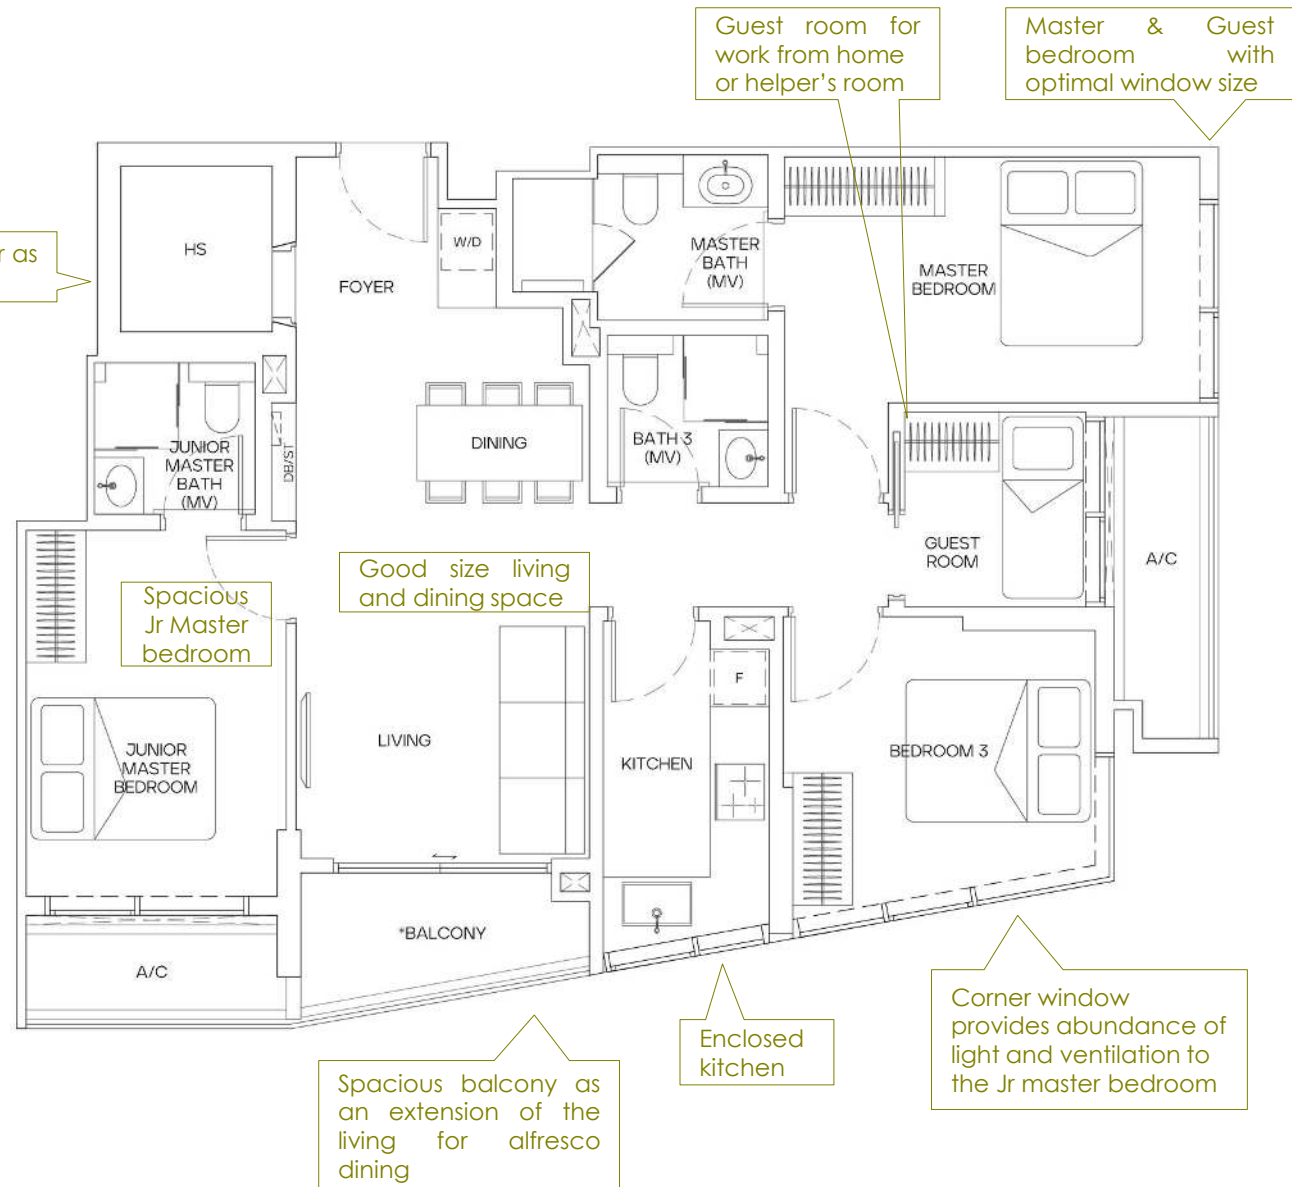 Guest room for
work from home
or helper's room
Master & Guest
bedroom with
optimal window size
as
HS
W/D
FOYER
MASTER
BATH
(MV)
MASTER
BEDROOM
JUNIOR
MASTER
BATH
(MV)
DB/ST
DINING
BATH 3
(MV)
GUEST
ROOM
A/C
Spacious
Jr Master
bedroom
Good size living
and dining space
F
JUNIOR
MASTER
BEDROOM
LIVING
KITCHEN
BEDROOM 3
*BALCONY
A/C
Enclosed
kitchen
Corner window
provides abundance of
light and ventilation to
the Jr master bedroom
Spacious balcony as
an extension of the
living for alfresco
dining